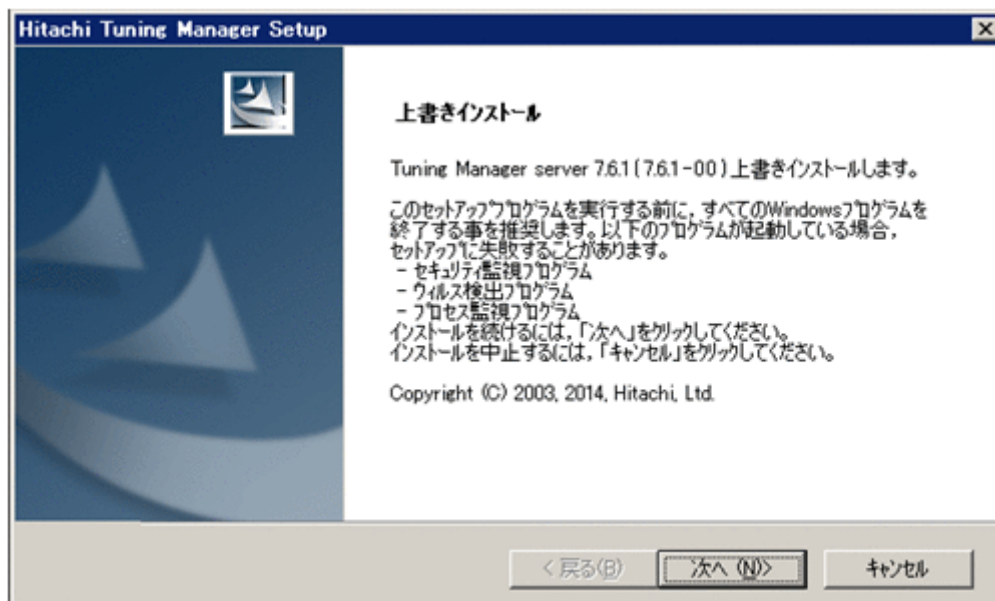 Hitachi Tuning Manager Setup
上書きインストール
Tuning Manager server 7.6.1 ( 7.6.1-00 ) 上書きインストールします。
このセットアッププログラムを実行する前に，すべてのWindowsプログラムを
終了する事を推奨します。以下のプログラムが起動している場合，
セットアップに失敗することがあります。
- セキュリティ監視プログラム
- ウィルス検出プログラム
- プロセス監視プログラム
インストールを続けるには，「次へ」をクリックしてください。
インストールを中止するには，「キャンセル」をクリックしてください。
Copyright (C) 2003, 2014, Hitachi, Ltd.
< 戻る(B) 次へ (N)> キャンセル